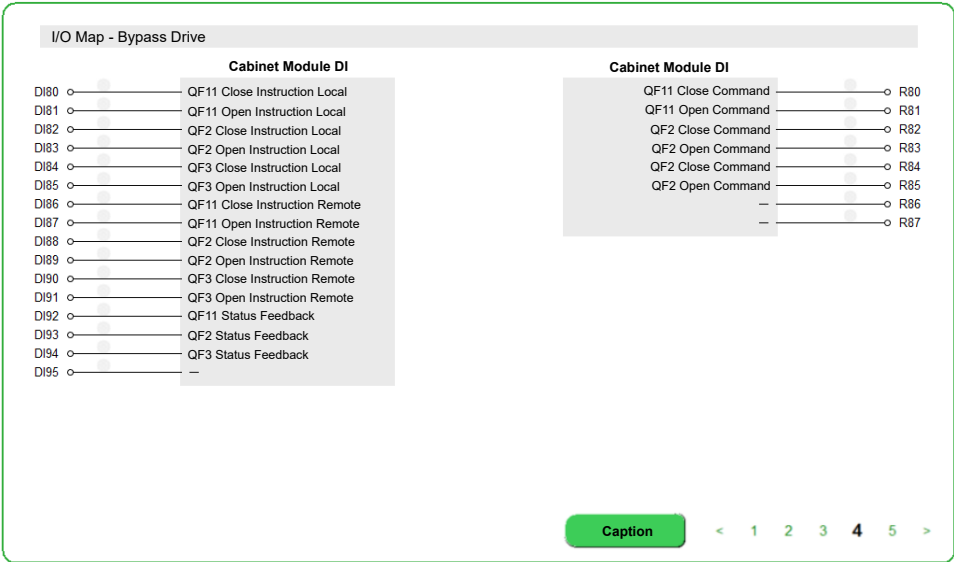 I/O Map - Bypass Drive
Cabinet Module DI
DI80 QF11 Close Instruction Local
DI81 QF11 Open Instruction Local
DI82 QF2 Close Instruction Local
DI83 QF2 Open Instruction Local
DI84 QF3 Close Instruction Local
DI85 QF3 Open Instruction Local
DI86 QF11 Close Instruction Remote
DI87 QF11 Open Instruction Remote
DI88 QF2 Close Instruction Remote
DI89 QF2 Open Instruction Remote
DI90 QF3 Close Instruction Remote
DI91 QF3 Open Instruction Remote
DI92 QF11 Status Feedback
DI93 QF2 Status Feedback
DI94 QF3 Status Feedback
DI95 —
Cabinet Module DI
QF11 Close Command R80
QF11 Open Command R81
QF2 Close Command R82
QF2 Open Command R83
QF2 Close Command R84
QF2 Open Command R85
— R86
— R87
Caption
< 1 2 3 4 5 >